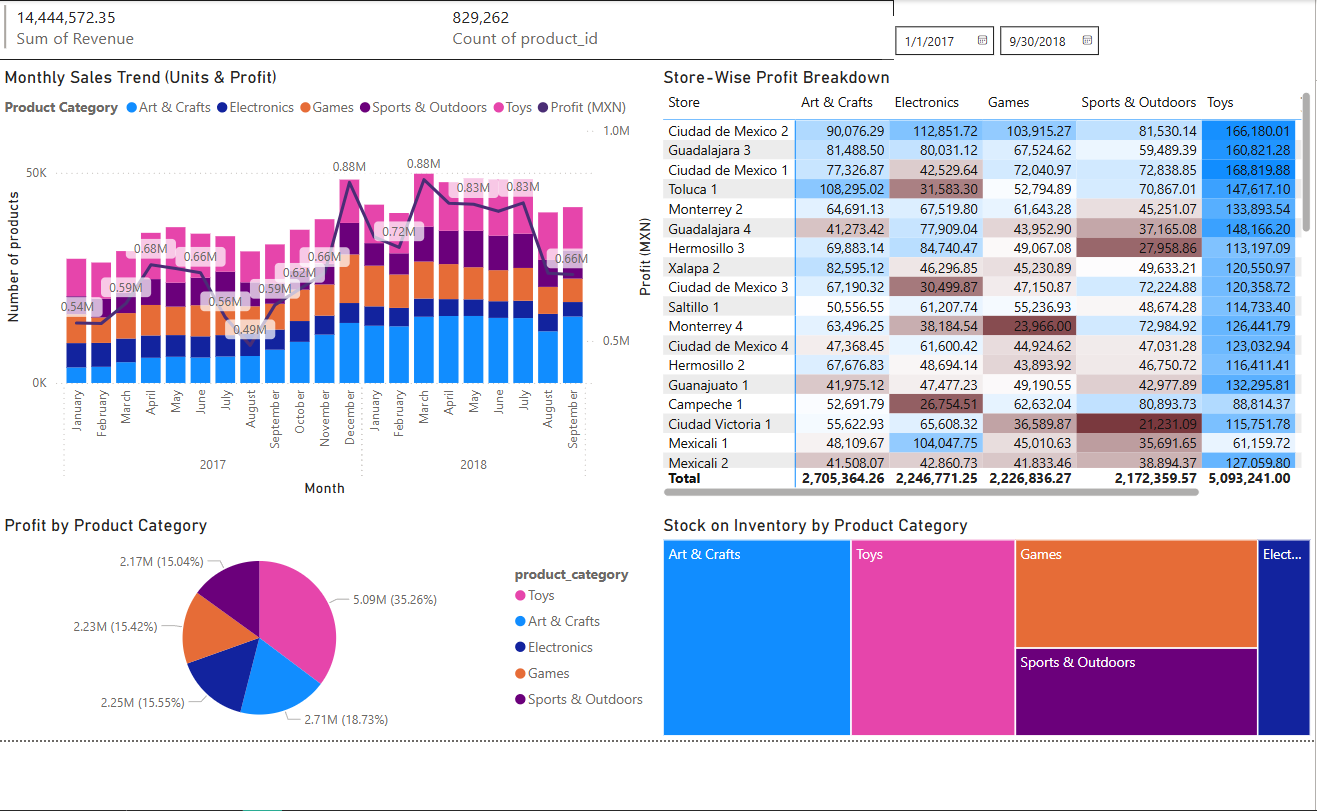 14,444,572.35
Sum of Revenue
829,262
Count of product_id
1/1/2017
9/30/2018
Monthly Sales Trend (Units & Profit)
Product Category Art & Crafts Electronics Games Sports & Outdoors Toys Profit (MXN)
1.0M
0.88M 0.88M
50K
0.83M 0.83M
0.72M
0.68M
0.66M 0.66M 0.66M
0.62M
0.59M 0.59M
0.56M
0.54M
0.49M
0.5M
0K
Number of products
Profit (MXN)
January February March April May June July August September October November December January February March April May June July August September
2017 2018
Month
Store-Wise Profit Breakdown
Store Art & Crafts Electronics Games Sports & Outdoors Toys
Ciudad de Mexico 2 90,076.29 112,851.72 103,915.27 81,530.14 166,180.01
Guadalajara 3 81,488.50 80,031.12 67,524.62 59,489.39 160,821.28
Ciudad de Mexico 1 77,326.87 42,529.64 72,040.97 72,838.85 168,819.88
Toluca 1 108,295.02 31,583.30 52,794.89 70,867.01 147,617.10
Monterrey 2 64,691.13 67,519.80 61,643.28 45,251.07 133,893.54
Guadalajara 4 41,273.42 77,909.04 43,952.90 37,165.08 148,166.20
Hermosillo 3 69,883.14 84,740.47 49,067.08 27,958.86 113,197.09
Xalapa 2 82,595.12 46,296.85 45,230.89 49,633.21 120,550.97
Ciudad de Mexico 3 67,190.32 30,499.87 47,150.87 72,224.88 120,358.72
Saltillo 1 50,556.55 61,207.74 55,236.93 48,674.28 114,733.40
Monterrey 4 63,496.25 38,184.54 23,966.00 72,984.92 126,441.79
Ciudad de Mexico 4 47,368.45 61,600.42 44,924.62 47,031.28 123,032.94
Hermosillo 2 67,676.83 48,694.14 43,893.92 46,750.72 116,411.41
Guanajuato 1 41,975.12 47,477.23 49,190.55 42,977.89 132,295.81
Campeche 1 52,691.79 26,754.51 62,632.04 80,893.73 88,814.37
Ciudad Victoria 1 55,622.93 65,608.32 36,589.87 21,231.09 115,751.78
Mexicali 1 48,109.67 104,047.75 45,010.63 35,691.65 61,159.72
Mexicali 2 41,508.07 42,860.73 41,833.46 38,894.37 127,059.80
Total 2,705,364.26 2,246,771.25 2,226,836.27 2,172,359.57 5,093,241.00
Profit by Product Category
2.17M (15.04%)
5.09M (35.26%)
2.23M (15.42%)
2.25M (15.55%)
2.71M (18.73%)
product_category
Toys
Art & Crafts
Electronics
Games
Sports & Outdoors
Stock on Inventory by Product Category
Art & Crafts Toys Games Elect...
Sports & Outdoors